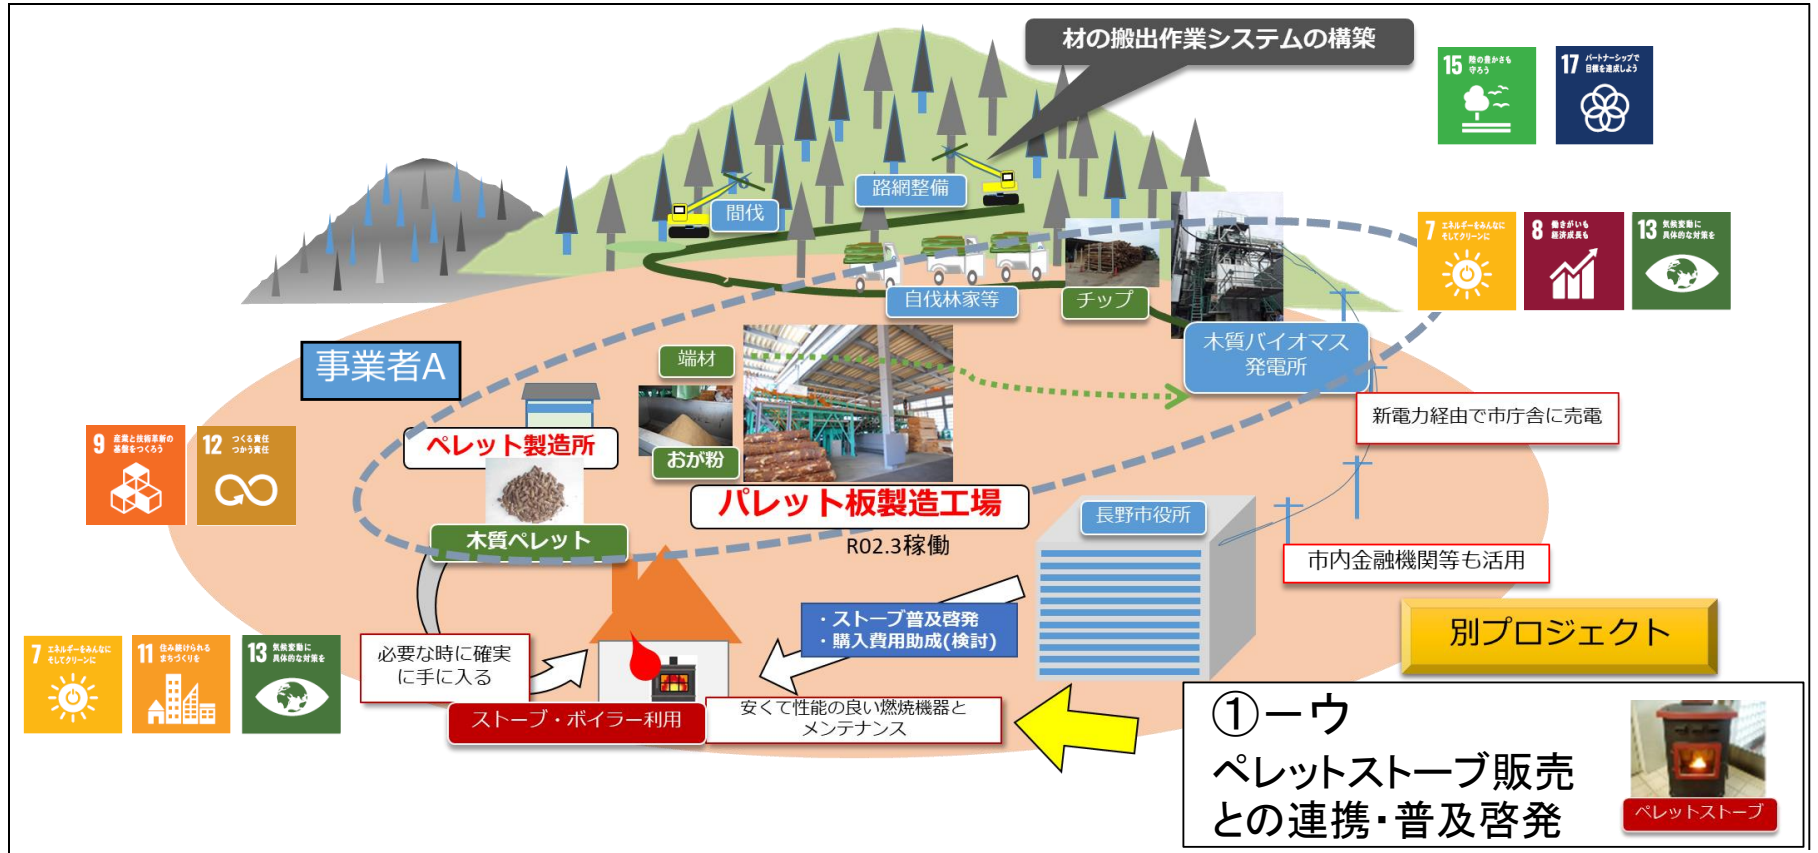 材の搬出作業システムの構築
15 陸の豊かさも
守ろう
17 パートナーシップで
目標を達成しよう
路網整備
間伐
7 エネルギーをみんなに
そしてクリーンに
8 働きがいも
経済成長も
13 気候変動に
具体的な対策を
自伐林家等
チップ
木質バイオマス
発電所
事業者A
端材
新電力経由で市庁舎に売電
9 産業と技術革新の
基盤をつくろう
12 つくる責任
つかう責任
ペレット製造所
おが粉
パレット板製造工場
R02.3稼働
長野市役所
木質ペレット
市内金融機関等も活用
・ストーブ普及啓発
・購入費用助成(検討)
別プロジェクト
7 エネルギーをみんなに
そしてクリーンに
11 住み続けられる
まちづくりを
13 気候変動に
具体的な対策を
必要な時に確実
に手に入る
ストーブ・ボイラー利用
安くて性能の良い燃焼機器と
メンテナンス
①ーウ
ペレットストーブ販売
との連携・普及啓発
ペレットストーブ